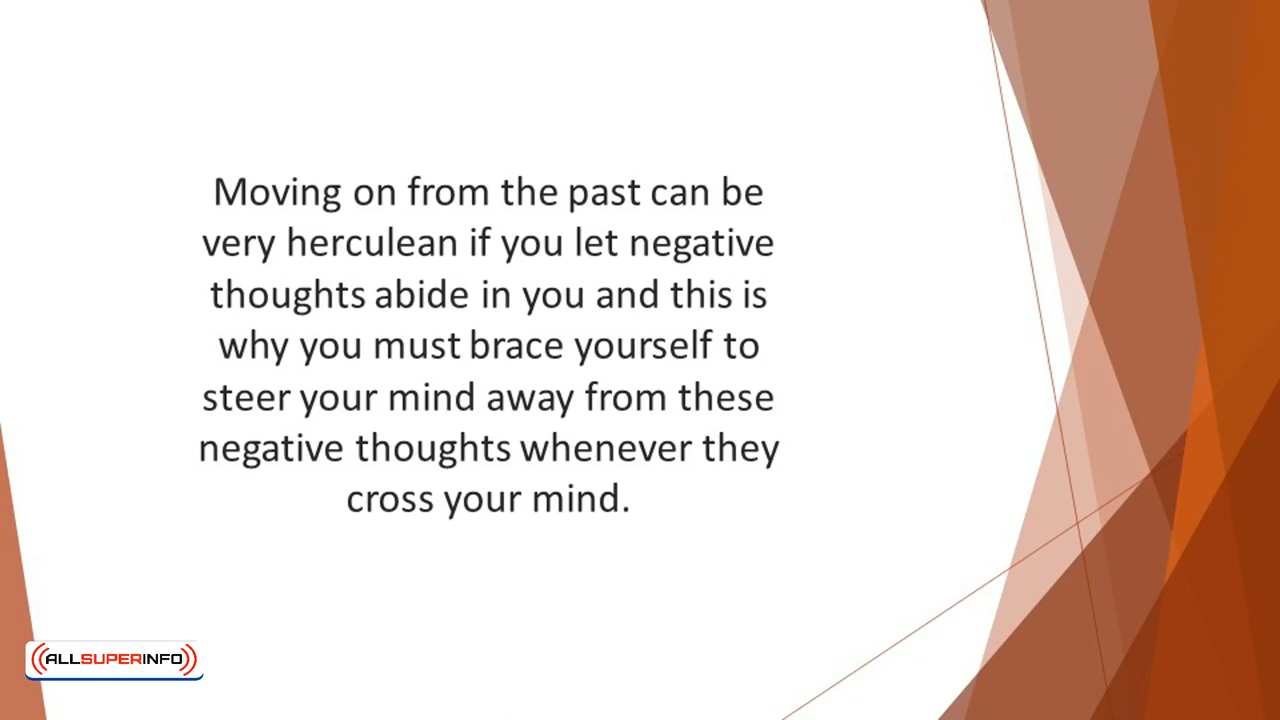 Moving on from the past can be
very herculean if you let negative
thoughts abide in you and this is
why you must brace yourself to
steer your mind away from these
negative thoughts whenever they
cross your mind.
ALLSUPERINFO